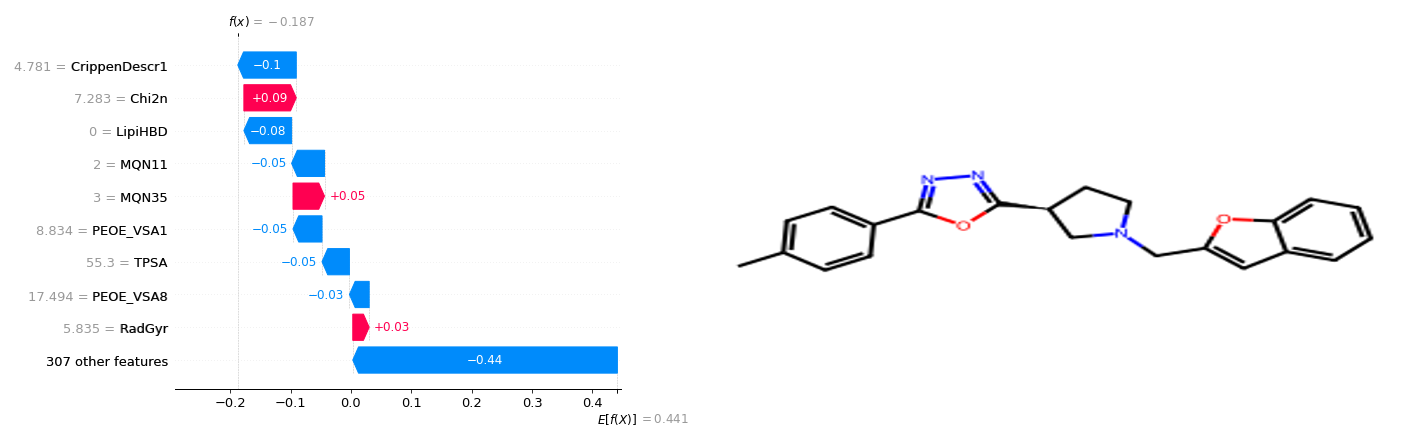 f(x) = −0.187
4.781 = CrippenDescr1
−0.1
7.283 = Chi2n
+0.09
0 = LipiHBD
−0.08
2 = MQN11
−0.05
3 = MQN35
+0.05
8.834 = PEOE_VSA1
−0.05
55.3 = TPSA
−0.05
17.494 = PEOE_VSA8
−0.03
5.835 = RadGyr
+0.03
307 other features
−0.44
−0.2 −0.1 0.0 0.1 0.2 0.3 0.4
E[f(X)] = 0.441
N N
O
N
O